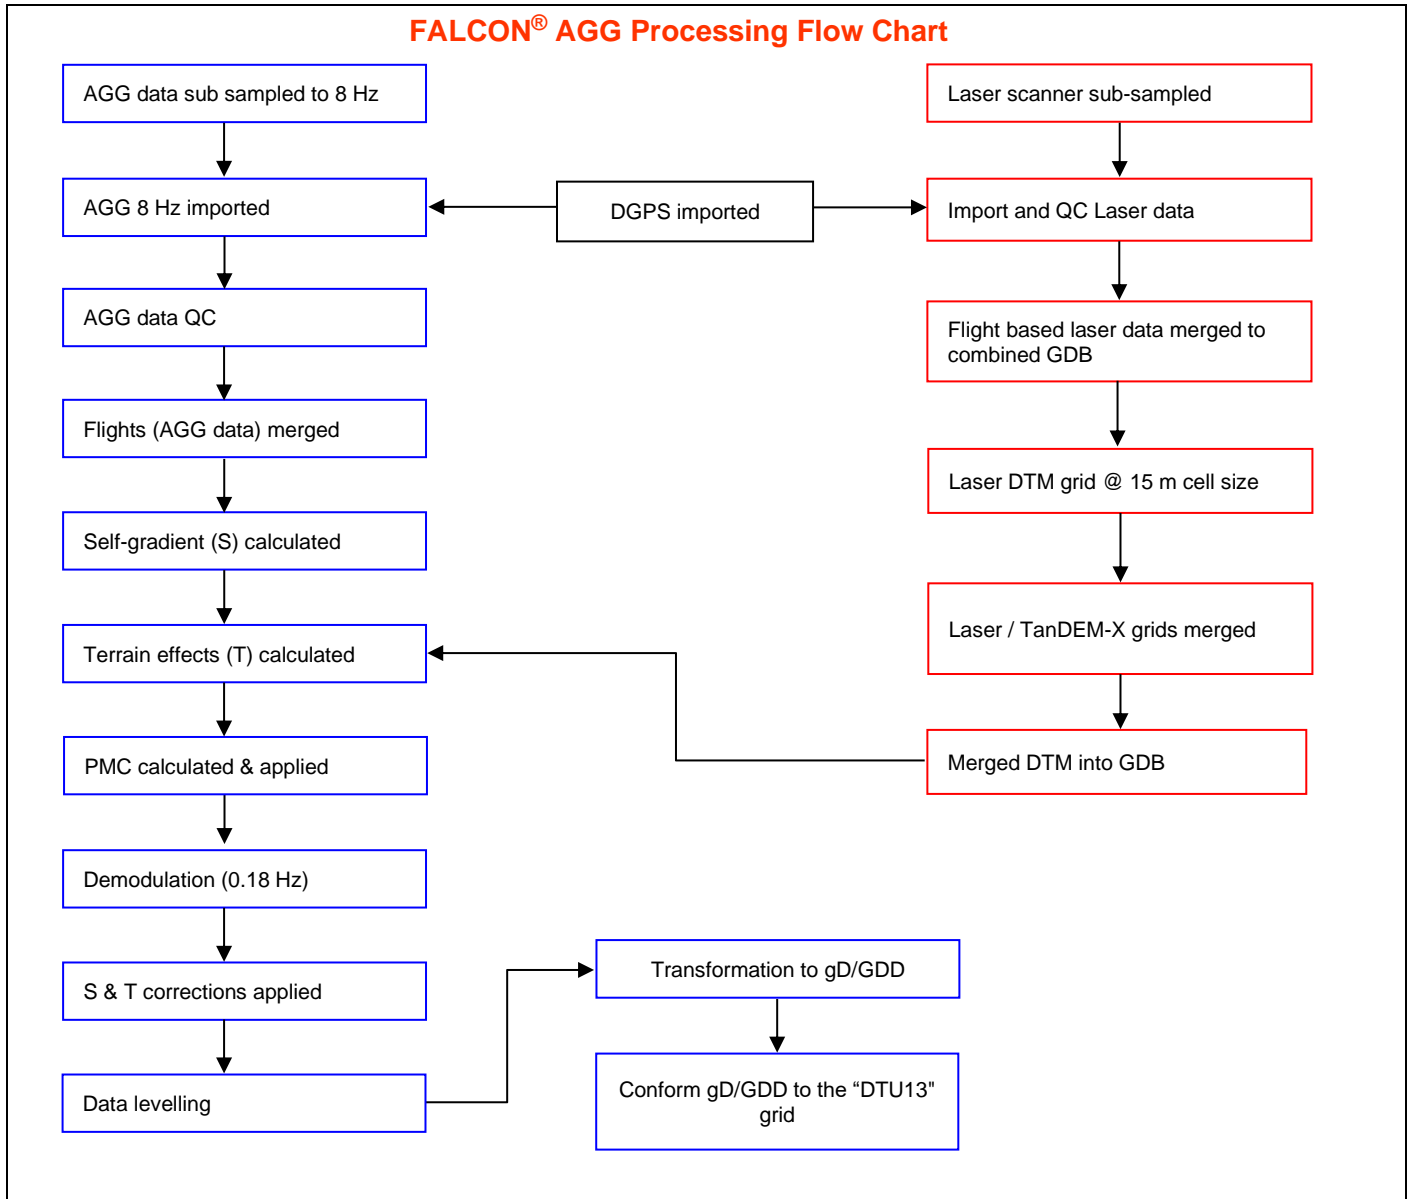 FALCON® AGG Processing Flow Chart
AGG data sub sampled to 8 Hz
AGG 8 Hz imported
AGG data QC
Flights (AGG data) merged
Self-gradient (S) calculated
Terrain effects (T) calculated
PMC calculated & applied
Demodulation (0.18 Hz)
S & T corrections applied
Data levelling
DGPS imported
Transformation to gD/GDD
Conform gD/GDD to the “DTU13"
grid
Laser scanner sub-sampled
Import and QC Laser data
Flight based laser data merged to
combined GDB
Laser DTM grid @ 15 m cell size
Laser / TanDEM-X grids merged
Merged DTM into GDB